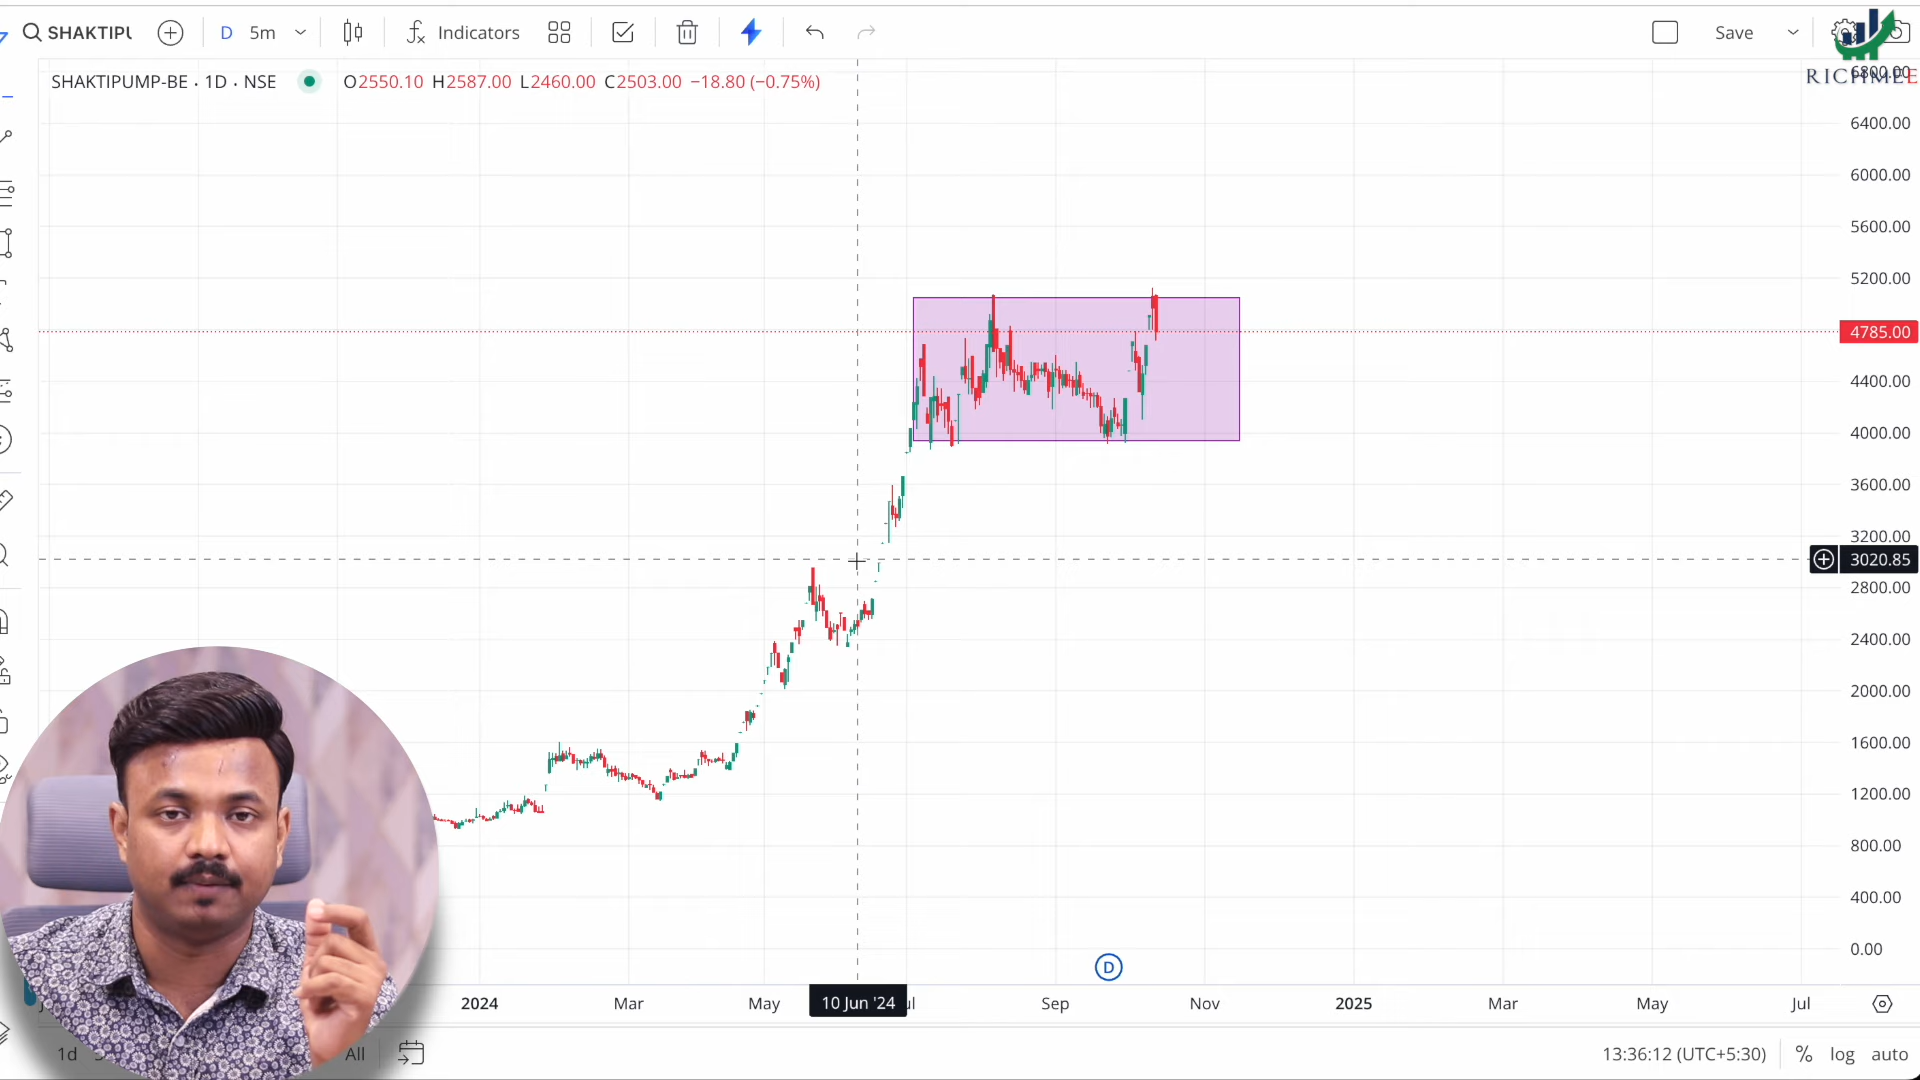 SHAKTIPU
D 5m Indicators Save
RICHMEE
SHAKTIPUMP-BE · 1D · NSE O2550.10 H2587.00 L2460.00 C2503.00 −18.80 (−0.75%)
6400.00
6000.00
5600.00
5200.00
4785.00
4400.00
4000.00
3600.00
3200.00
3020.85
2800.00
2400.00
2000.00
1600.00
1200.00
800.00
400.00
0.00
D
2024 Mar May 10 Jun '24 Sep Nov 2025 Mar May Jul
1d All 13:36:12 (UTC+5:30) % log auto